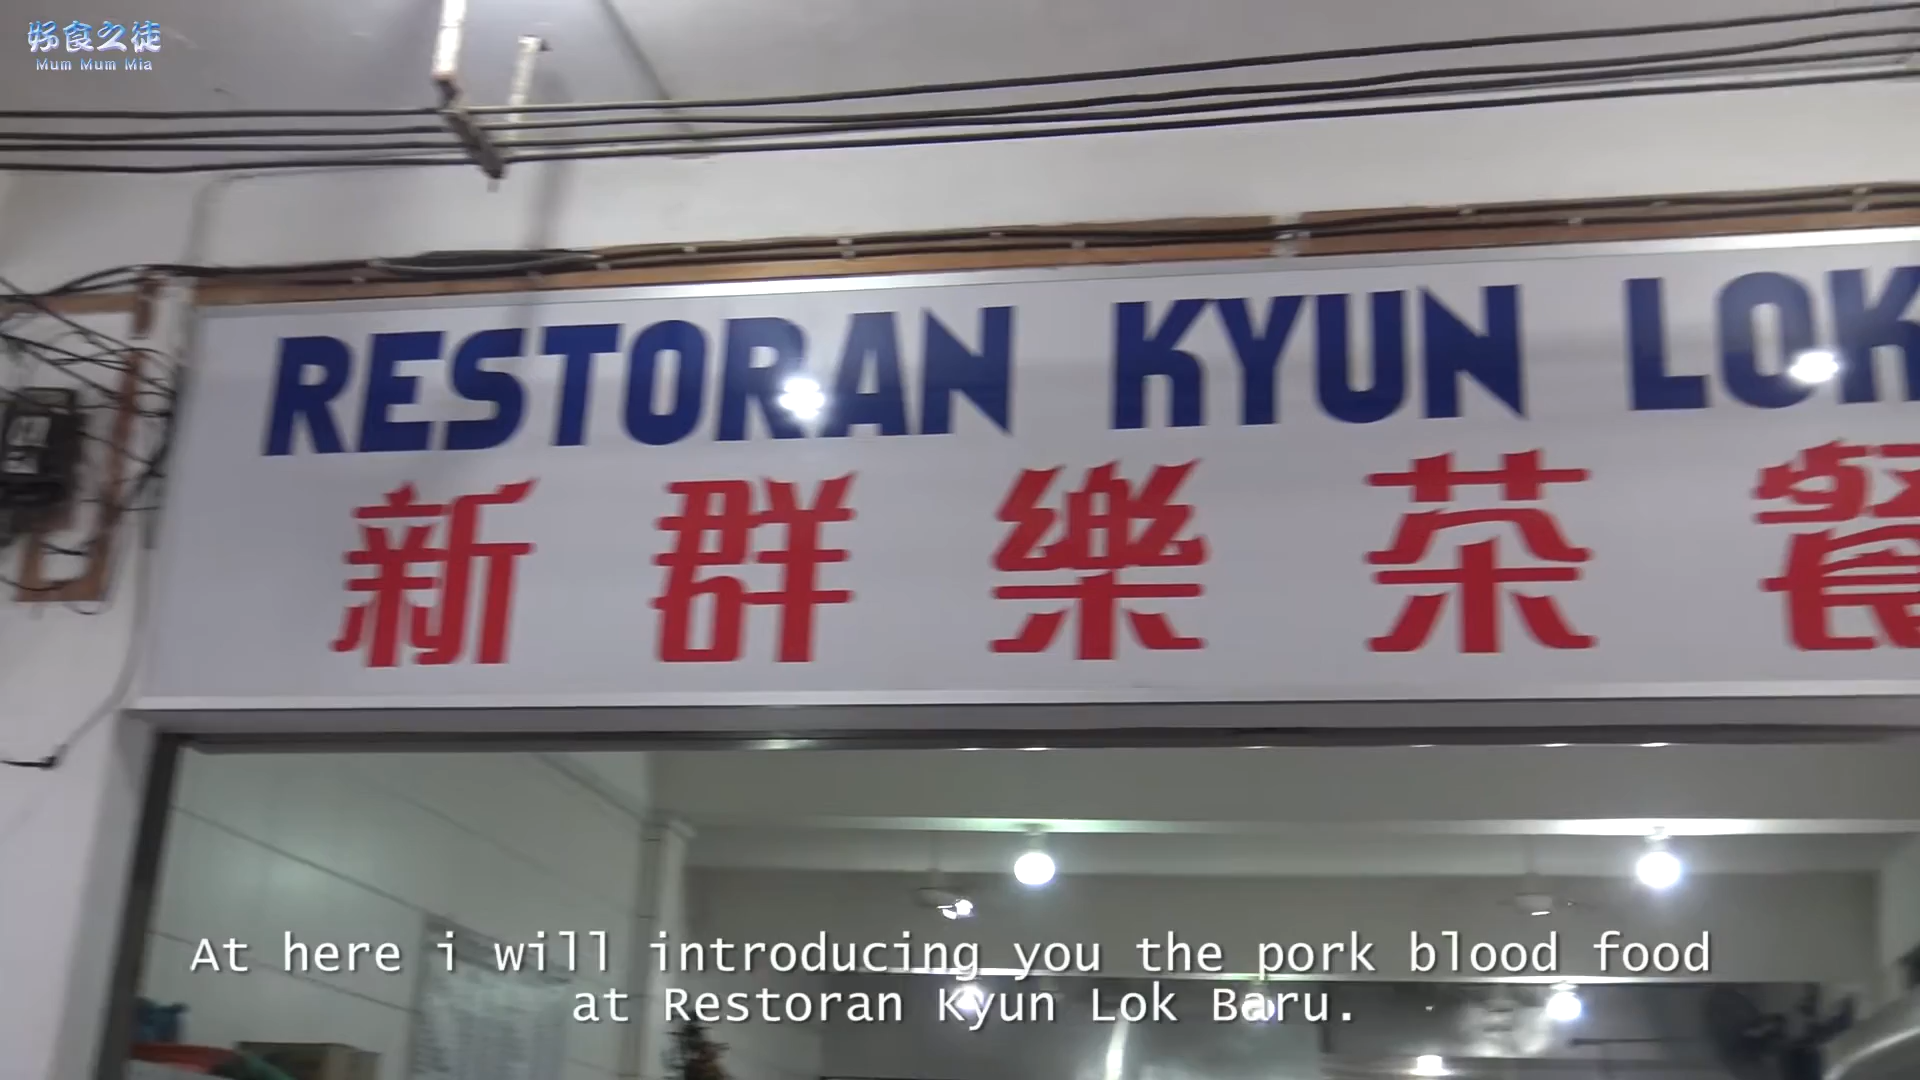 好食之徒
Mum Mum Mia
RESTORAN KYUN LOK
新群樂茶餐
At here i will introducing you the pork blood food
at Restoran Kyun Lok Baru.